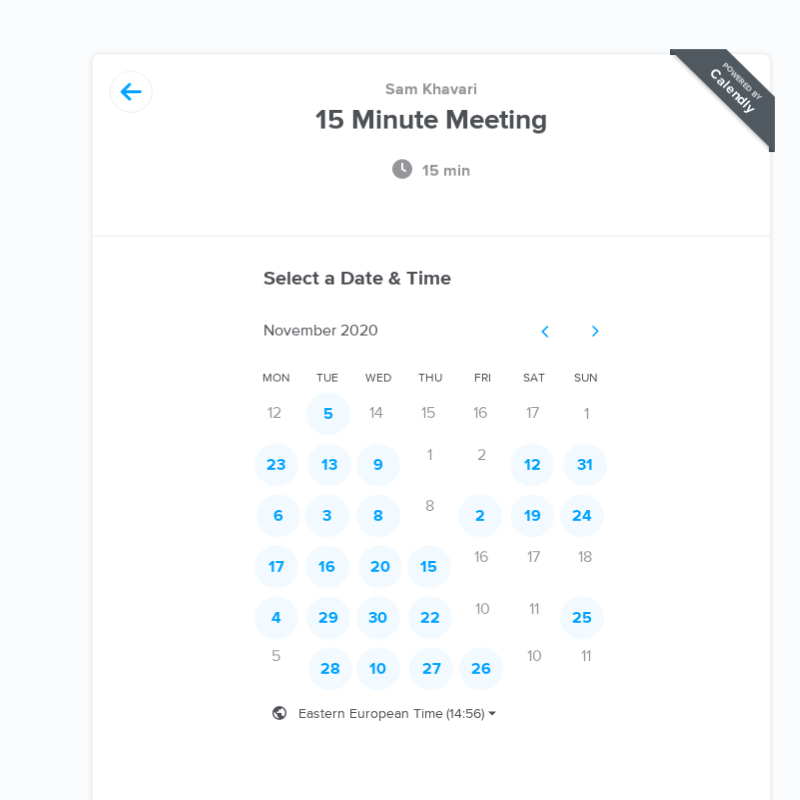 Sam Khavari
15 Minute Meeting
15 min
POWERED BY
Calendly
Select a Date & Time
November 2020
MON TUE WED THU FRI SAT SUN
12 5 14 15 16 17 1
23 13 9 1 2 12 31
6 3 8 8 2 19 24
17 16 20 15 16 17 18
4 29 30 22 10 11 25
5 28 10 27 26 10 11
Eastern European Time (14:56)